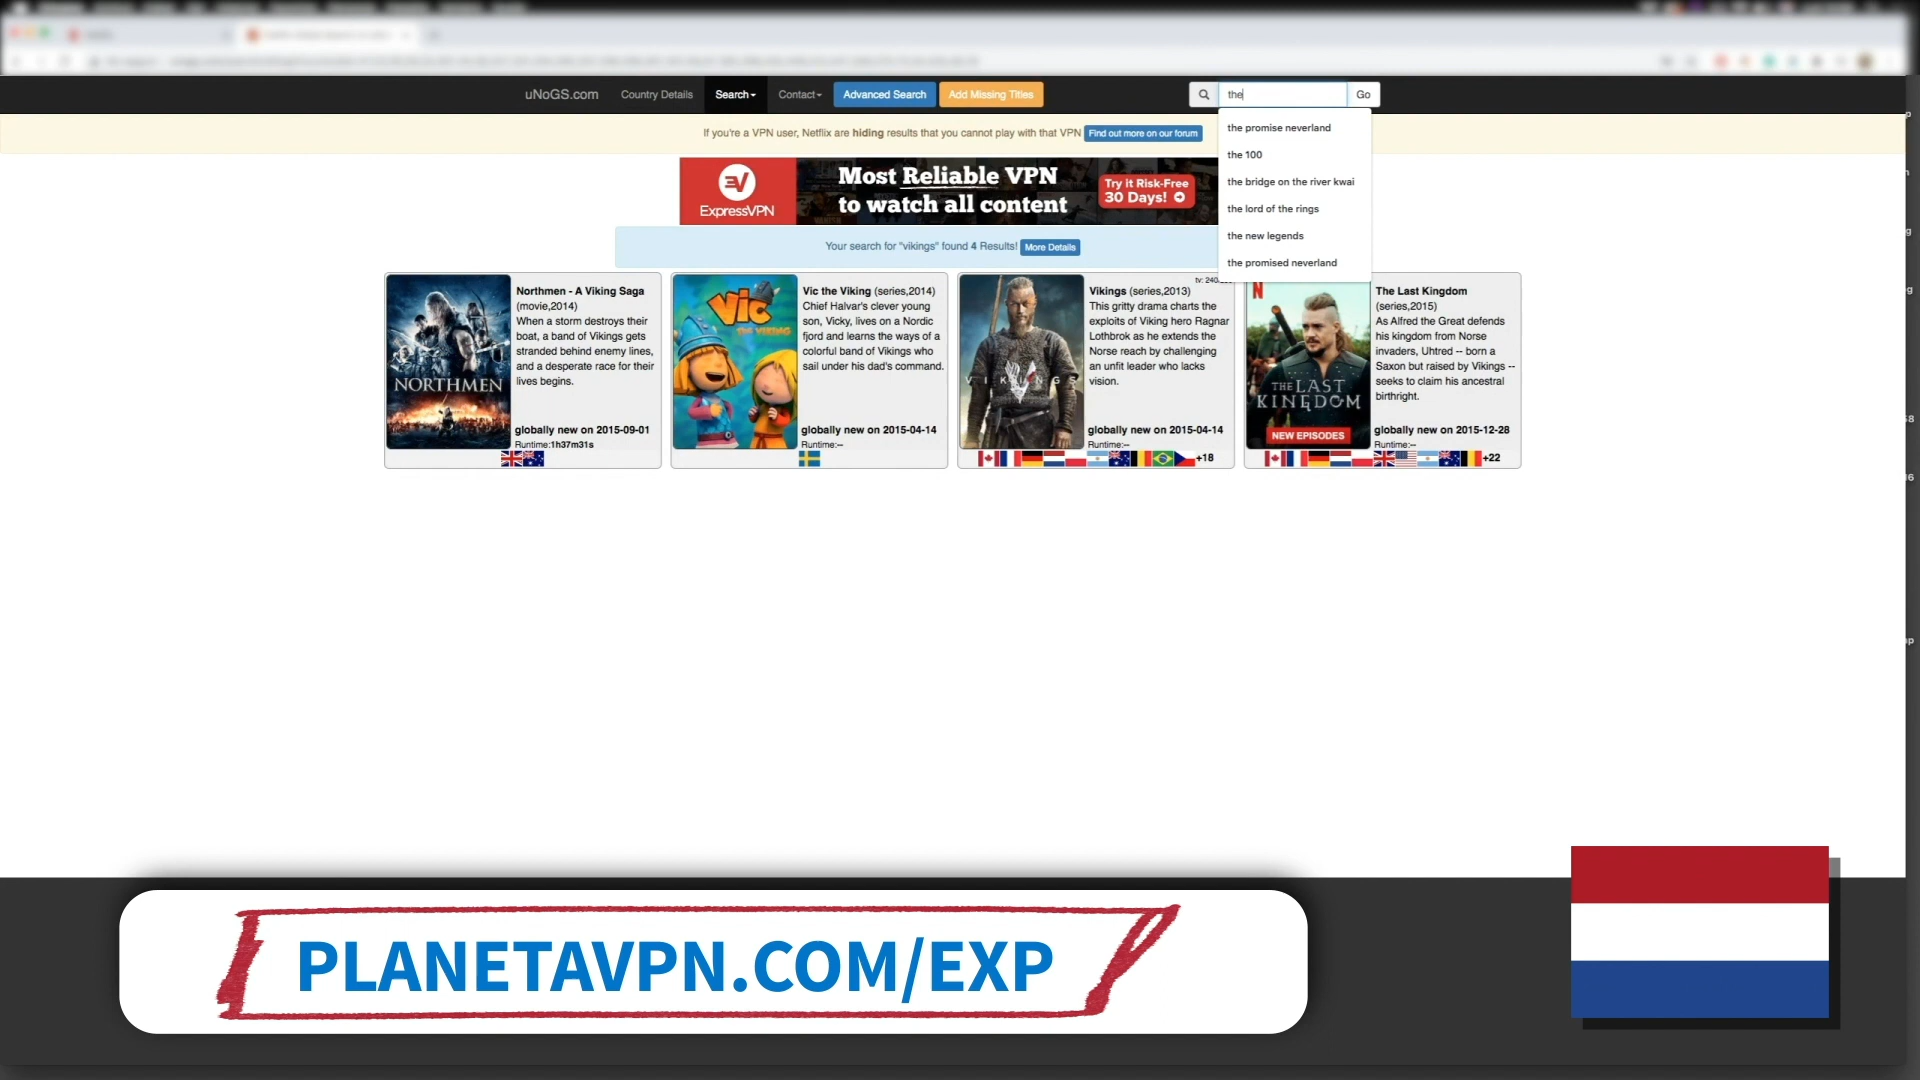 uNoGS.com Country Details Search Contact Advanced Search Add Missing Titles the Go
If you're a VPN user, Netflix are hiding results that you cannot play with that VPN Find out more on our forum
the promise neverland
the 100
the bridge on the river kwai
the lord of the rings
the new legends
the promised neverland
ExpressVPN
Most Reliable VPN
to watch all content
Try it Risk-Free
30 Days!
Your search for "vikings" found 4 Results! More Details
NORTHMEN
Northmen - A Viking Saga
(movie,2014)
When a storm destroys their
boat, a band of Vikings gets
stranded behind enemy lines,
and a desperate race for their
lives begins.
globally new on 2015-09-01
Runtime:1h37m31s
Vic
THE VIKING
Vic the Viking (series,2014)
Chief Halvar's clever young
son, Vicky, lives on a Nordic
fjord and learns the ways of a
colorful band of Vikings who
sail under his dad's command.
globally new on 2015-04-14
Runtime:--
VIKINGS
Vikings (series,2013)
This gritty drama charts the
exploits of Viking hero Ragnar
Lothbrok as he extends the
Norse reach by challenging
an unfit leader who lacks
vision.
globally new on 2015-04-14
Runtime:--
+18
N
THE LAST
KINGDOM
NEW EPISODES
The Last Kingdom
(series,2015)
As Alfred the Great defends
his kingdom from Norse
invaders, Uhtred -- born a
Saxon but raised by Vikings --
seeks to claim his ancestral
birthright.
globally new on 2015-12-28
Runtime:--
+22
PLANETAVPN.COM/EXP